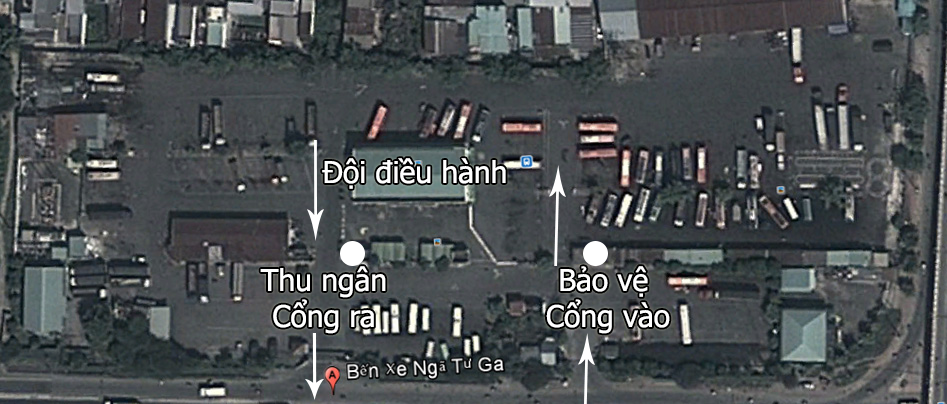 Đội điều hành
Thu ngân
Cổng ra
Bảo vệ
Cổng vào
A
Bến Xe Ngã Tư Ga